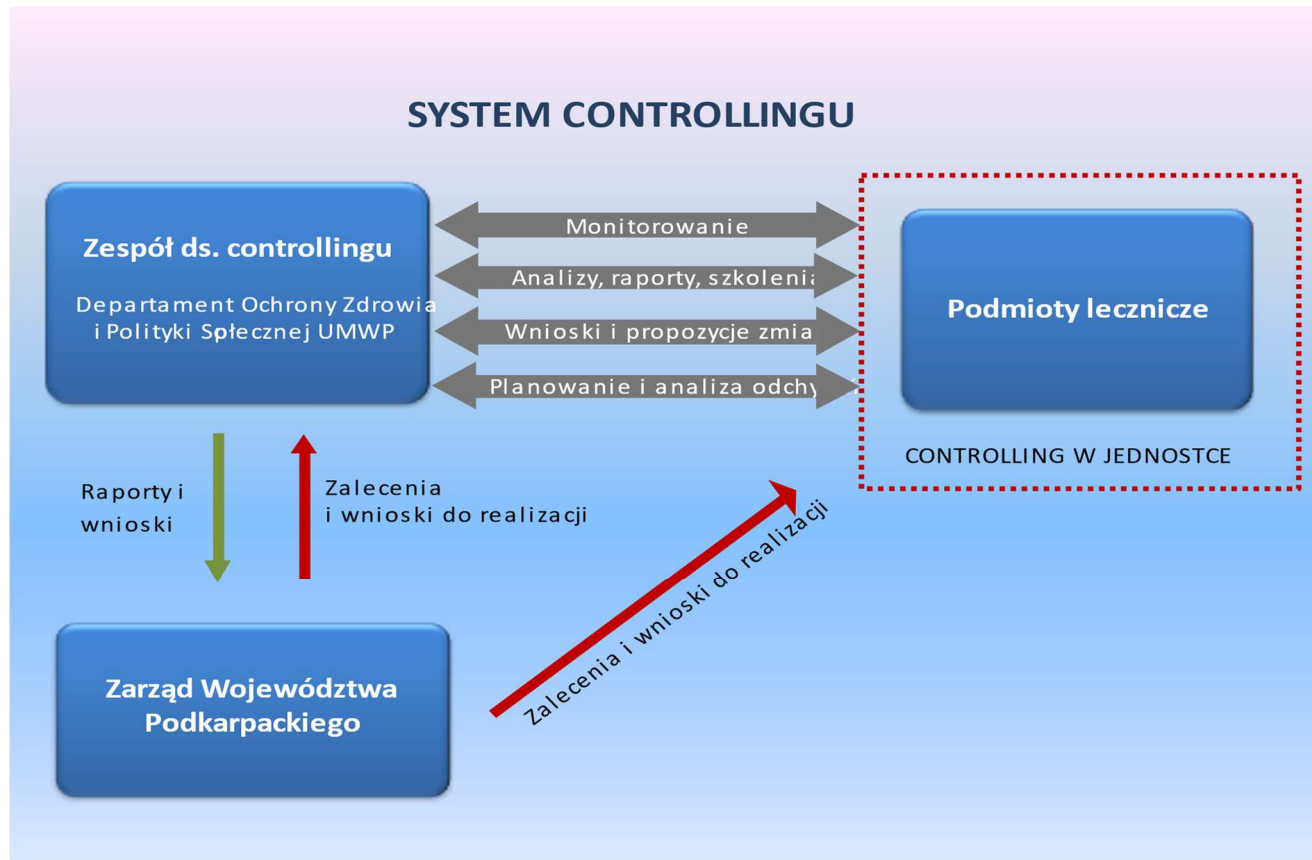 SYSTEM CONTROLLINGU
Zespół ds. controllingu
Departament Ochrony Zdrowia
i Polityki Społecznej UMWP
Monitorowanie
Analizy, raporty, szkolenia
Wnioski i propozycje zmia
Planowanie i analiza odchy
Podmioty lecznicze
CONTROLLING W JEDNOSTCE
Raporty i
wnioski
Zalecenia
i wnioski do realizacji
Zalecenia i wnioski do realizacji
Zarząd Województwa
Podkarpackiego